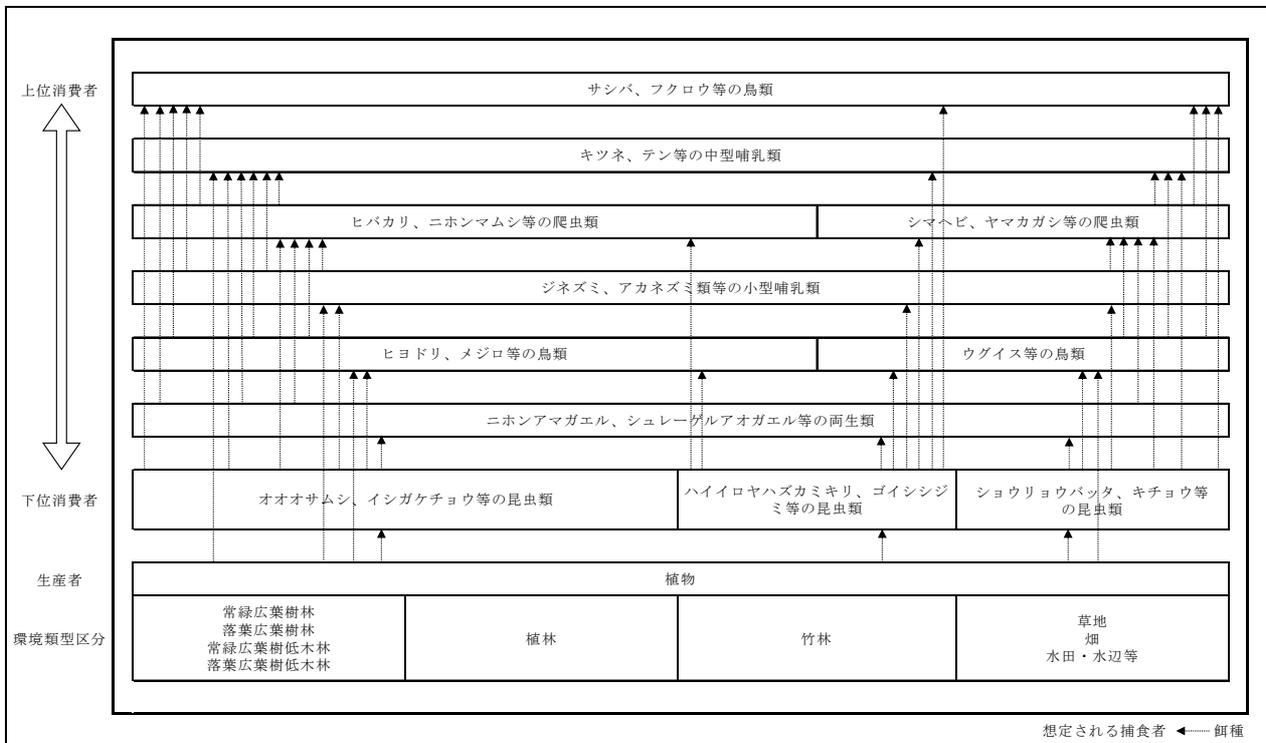 上位消費者
サシバ、フクロウ等の鳥類
キツネ、テン等の中型哺乳類
ヒバカリ、ニホンマムシ等の爬虫類
シマヘビ、ヤマカガシ等の爬虫類
ジネズミ、アカネズミ類等の小型哺乳類
ヒヨドリ、メジロ等の鳥類
ウグイス等の鳥類
ニホンアマガエル、シュレーゲルアオガエル等の両生類
下位消費者
オオオサムシ、イシガケチョウ等の昆虫類
ハイイロヤハズカミキリ、ゴイシシジ
ミ等の昆虫類
ショウリョウバッタ、キチョウ等
の昆虫類
生産者
植物
環境類型区分
常緑広葉樹林
落葉広葉樹林
常緑広葉樹低木林
落葉広葉樹低木林
植林
竹林
草地
畑
水田・水辺等
想定される捕食者 餌種